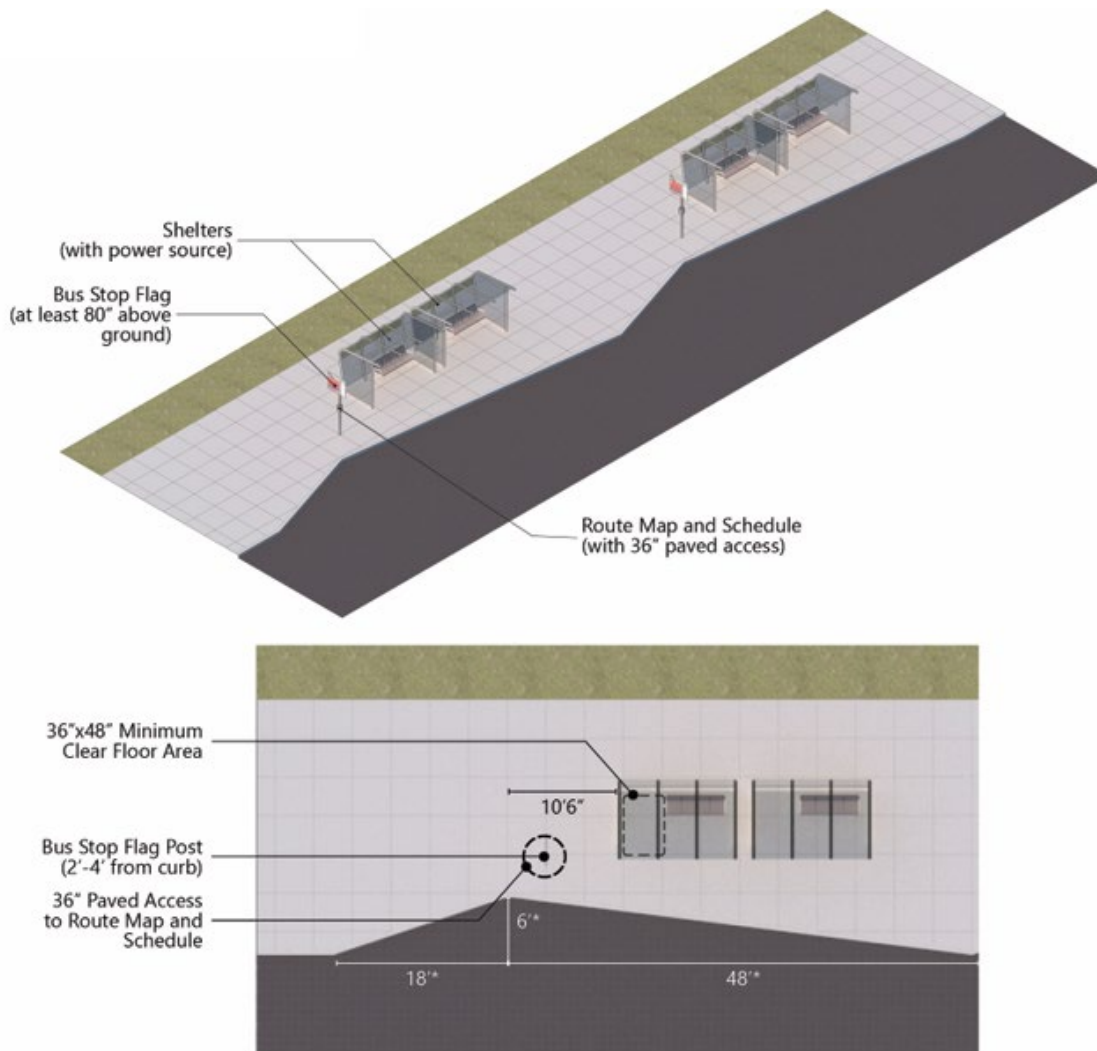 Shelters
(with power source)
Bus Stop Flag
(at least 80" above
ground)
Route Map and Schedule
(with 36" paved access)
36"x48" Minimum
Clear Floor Area
10'6"
Bus Stop Flag Post
(2'-4' from curb)
36" Paved Access
to Route Map and
Schedule
6'*
18'*
48'*